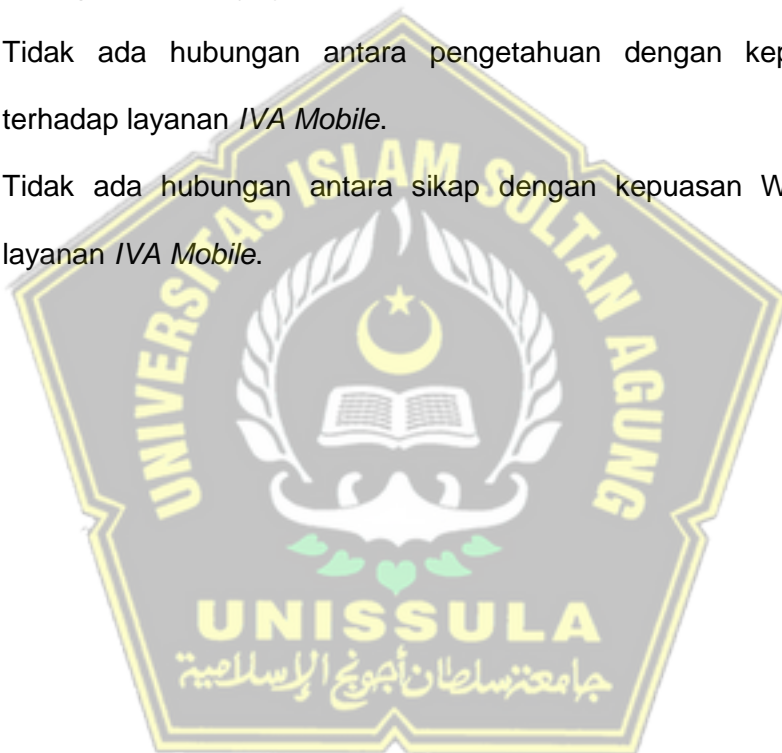 Tidak ada hubungan antara pengetahuan dengan
terhadap layanan IVA Mobile.
Tidak ada hubungan antara sikap dengan kepuasan
layanan IVA Mobile.
UNIVERSITAS ISLAM SULTAN AGUNG
UNISSULA
جامعة سلطان أجونج الإسلامية